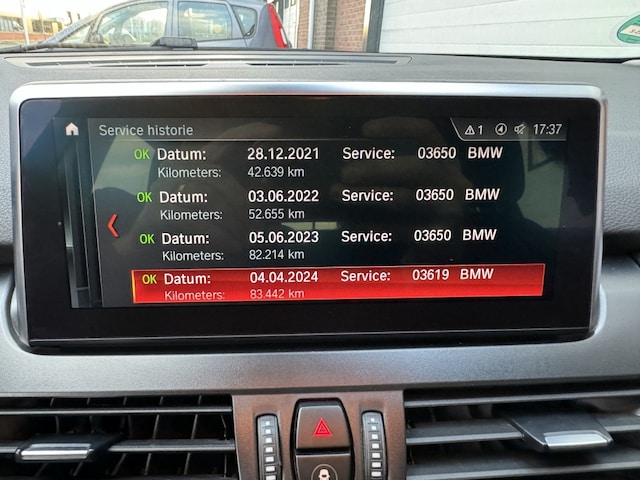 Service historie
1 17:37
OK Datum: 28.12.2021 Service: 03650 BMW
Kilometers: 42.639 km
OK Datum: 03.06.2022 Service: 03650 BMW
Kilometers: 52.655 km
OK Datum: 05.06.2023 Service: 03650 BMW
Kilometers: 82.214 km
OK Datum: 04.04.2024 Service: 03619 BMW
Kilometers: 83.442 km